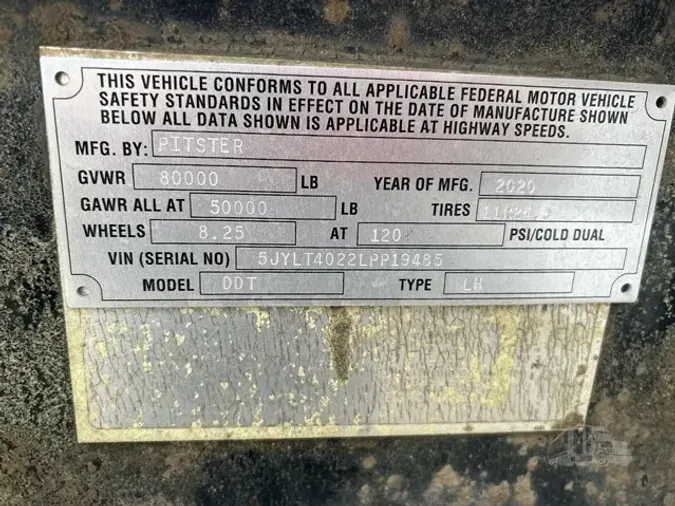 THIS VEHICLE CONFORMS TO ALL APPLICABLE FEDERAL MOTOR VEHICLE
SAFETY STANDARDS IN EFFECT ON THE DATE OF MANUFACTURE SHOWN
BELOW ALL DATA SHOWN IS APPLICABLE AT HIGHWAY SPEEDS.
MFG. BY: PITSTER
GVWR 80000 LB YEAR OF MFG. 2020
GAWR ALL AT 50000 LB TIRES
WHEELS 8.25 AT 120 PSI/COLD DUAL
VIN (SERIAL NO) 5JYLT4022LPP19485
MODEL DDT TYPE LH